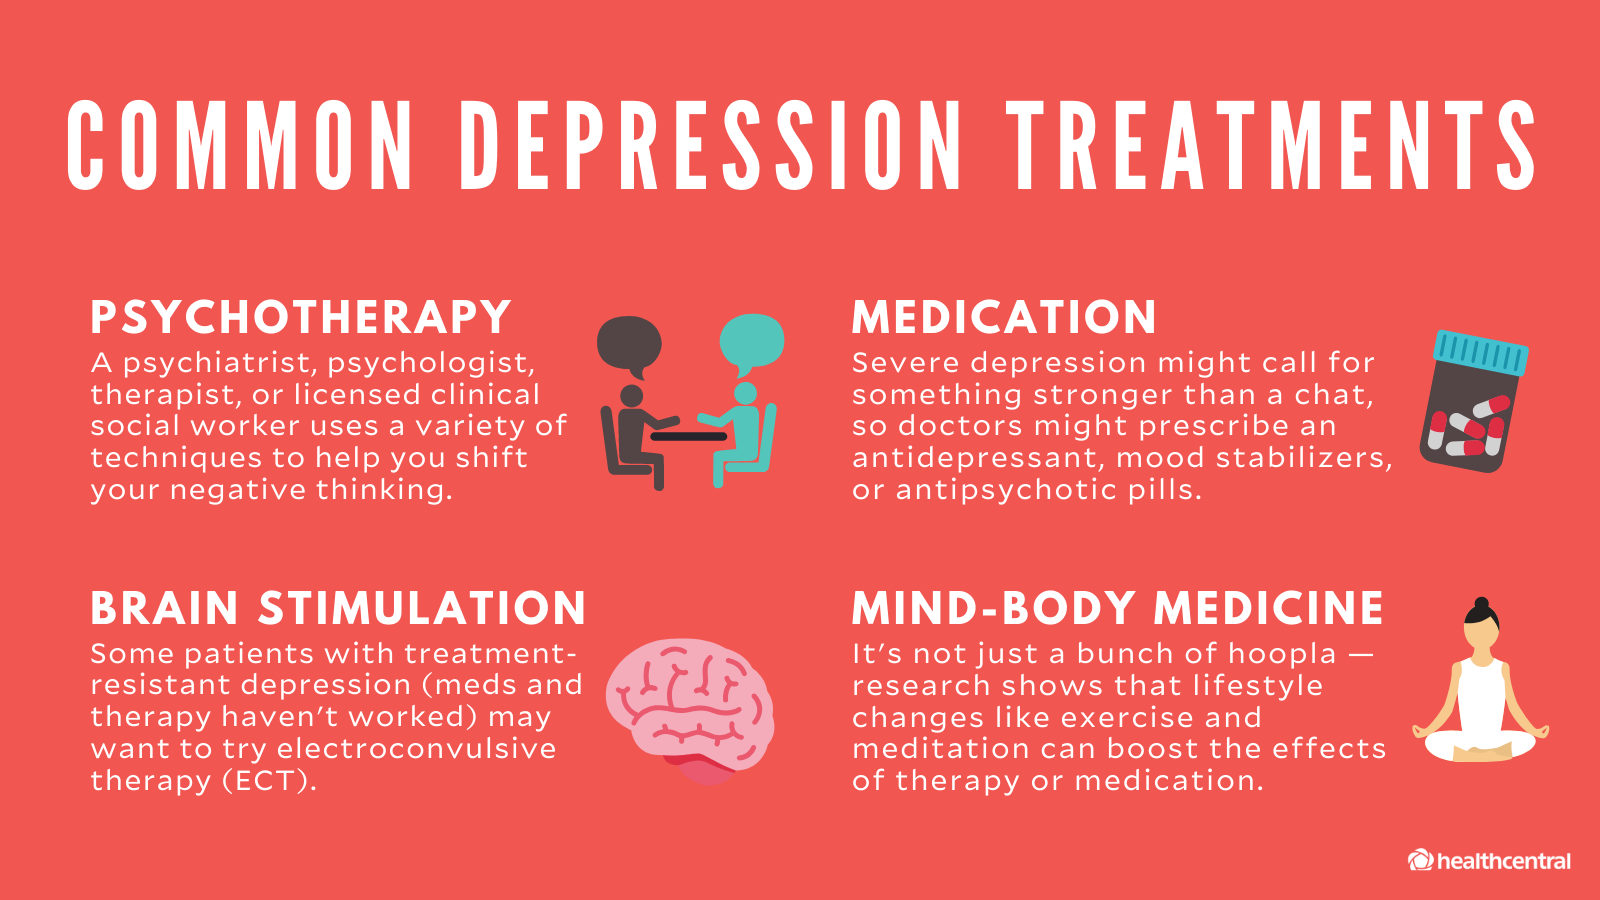 COMMON DEPRESSION TREATMENTS
PSYCHOTHERAPY
A psychiatrist, psychologist,
therapist, or licensed clinical
social worker uses a variety of
techniques to help you shift
your negative thinking.
MEDICATION
Severe depression might call for
something stronger than a chat,
so doctors might prescribe an
antidepressant, mood stabilizers,
or antipsychotic pills.
BRAIN STIMULATION
Some patients with treatment-
resistant depression (meds and
therapy haven't worked) may
want to try electroconvulsive
therapy (ECT).
MIND-BODY MEDICINE
It's not just a bunch of hoopla —
research shows that lifestyle
changes like exercise and
meditation can boost the effects
of therapy or medication.
healthcentral